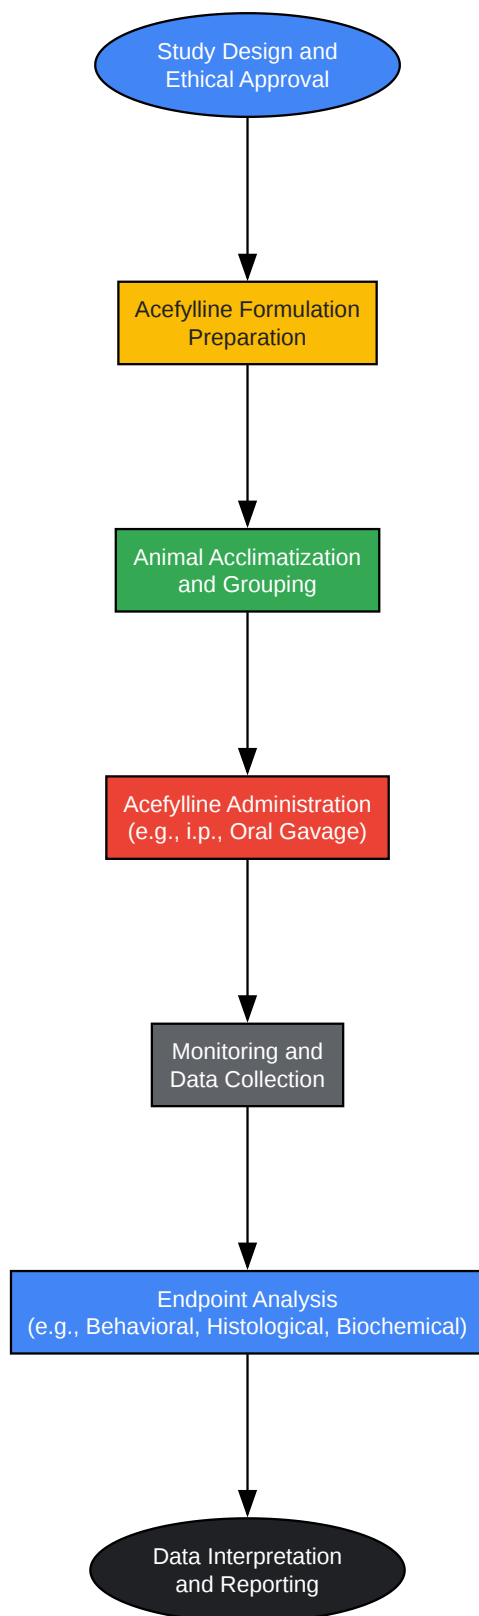 Study Design and
Ethical Approval
Acefylline Formulation
Preparation
Animal Acclimatization
and Grouping
Acefylline Administration
(e.g., i.p., Oral Gavage)
Monitoring and
Data Collection
Endpoint Analysis
(e.g., Behavioral, Histological, Biochemical)
Data Interpretation
and Reporting